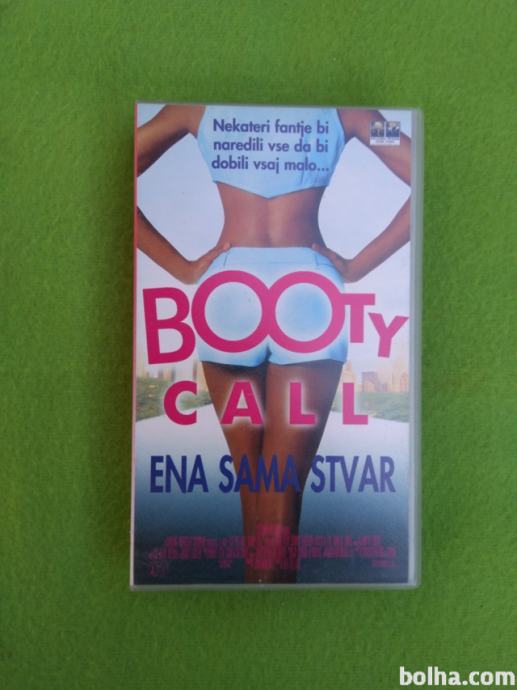 Nekateri fantje bi
naredili vse da bi
dobili vsaj malo...
BOOTY
CALL
ENA SAMA STVAR
bolha.com